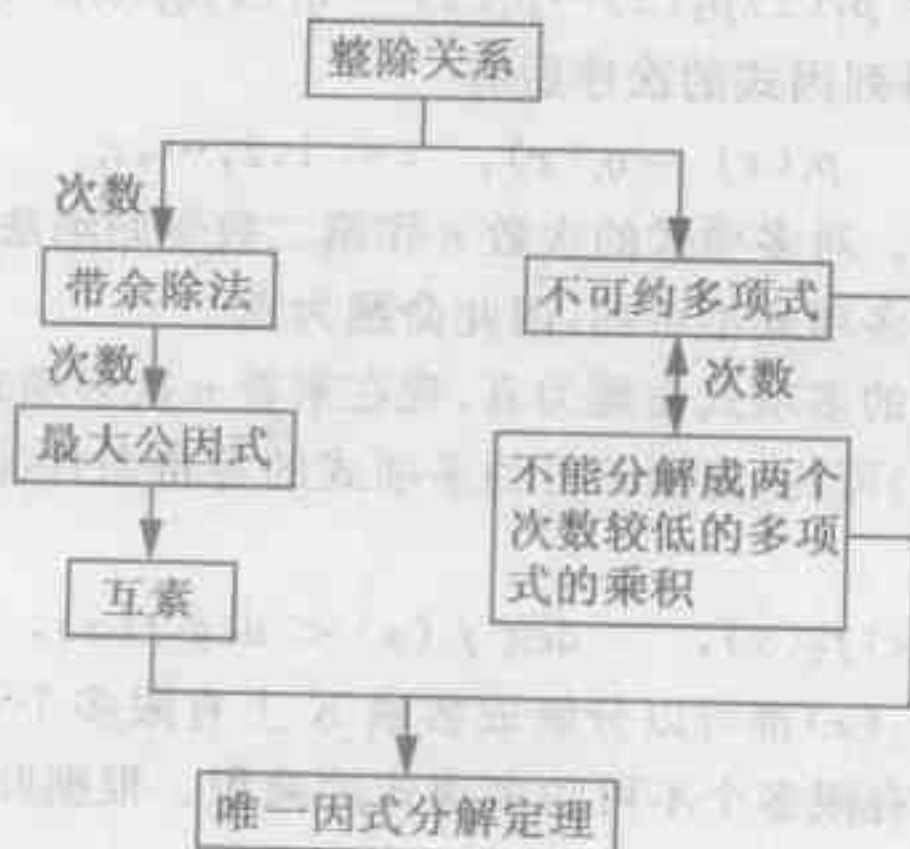 整除关系
次数
带余除法
不可约多项式
次数
次数
最大公因式
不能分解成两个
次数较低的多项
式的乘积
互素
唯一因式分解定理